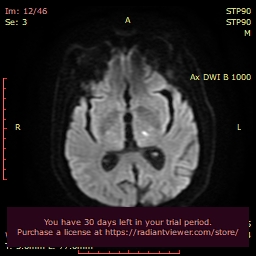 Im: 12/46
Se: 3
STP90
STP90
M
A
Ax DWI B 1000
R
L
You have 30 days left in your trial period.
Purchase a license at https://radiantviewer.com/store/